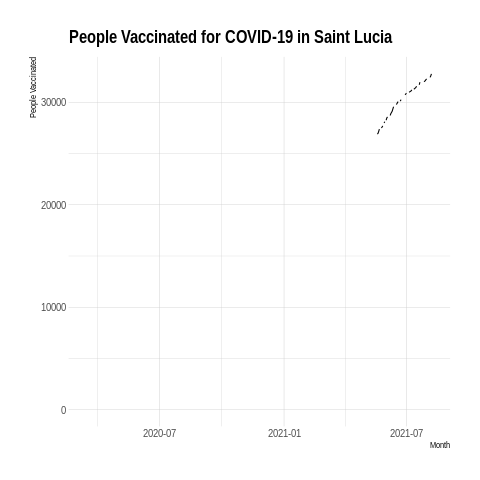 People Vaccinated for COVID-19 in Saint Lucia
People Vaccinated
30000
20000
10000
0
2020-07 2021-01 2021-07
Month